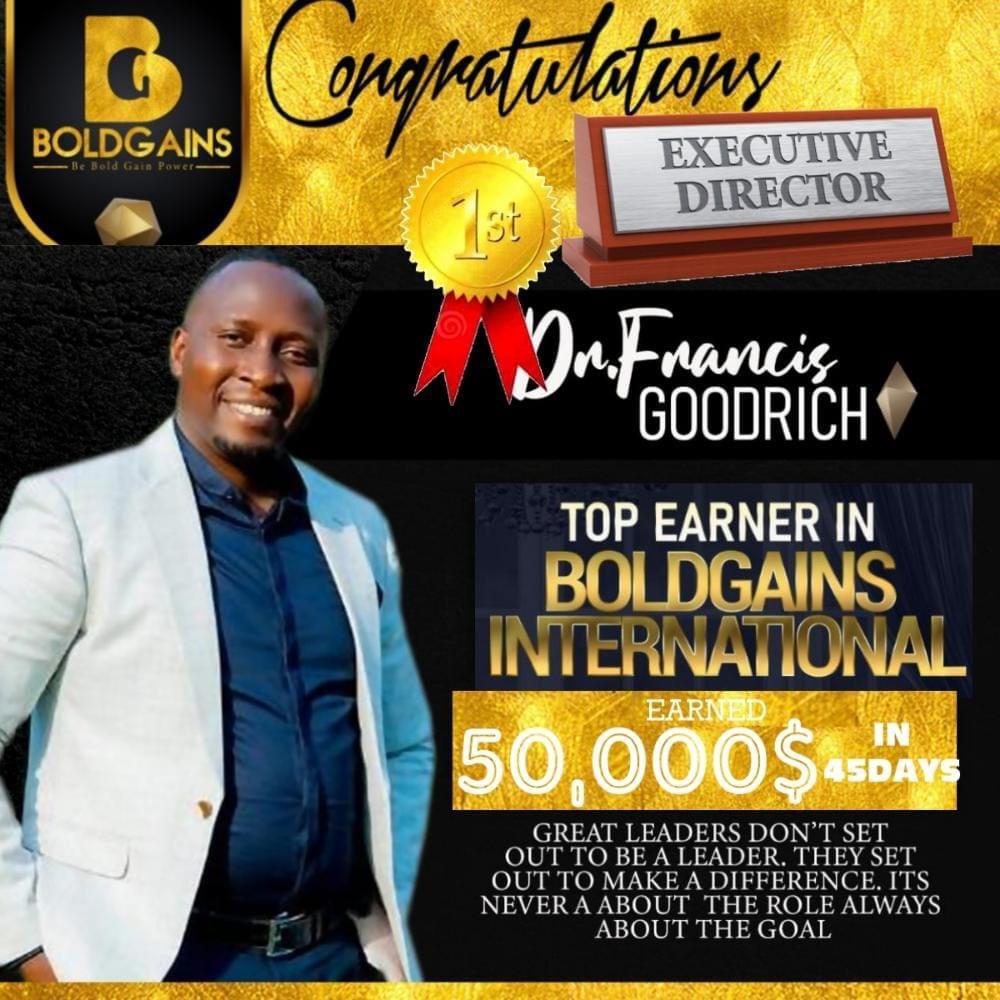 BG
BOLDGAINS
Be Bold Gain Power
Congratulations
EXECUTIVE
DIRECTOR
1st
Dr.Francis
GOODRICH
TOP EARNER IN
BOLDGAINS
INTERNATIONAL
EARNED
50,000$ IN
45DAYS
GREAT LEADERS DON'T SET
OUT TO BE A LEADER. THEY SET
OUT TO MAKE A DIFFERENCE. ITS
NEVER A ABOUT THE ROLE ALWAYS
ABOUT THE GOAL